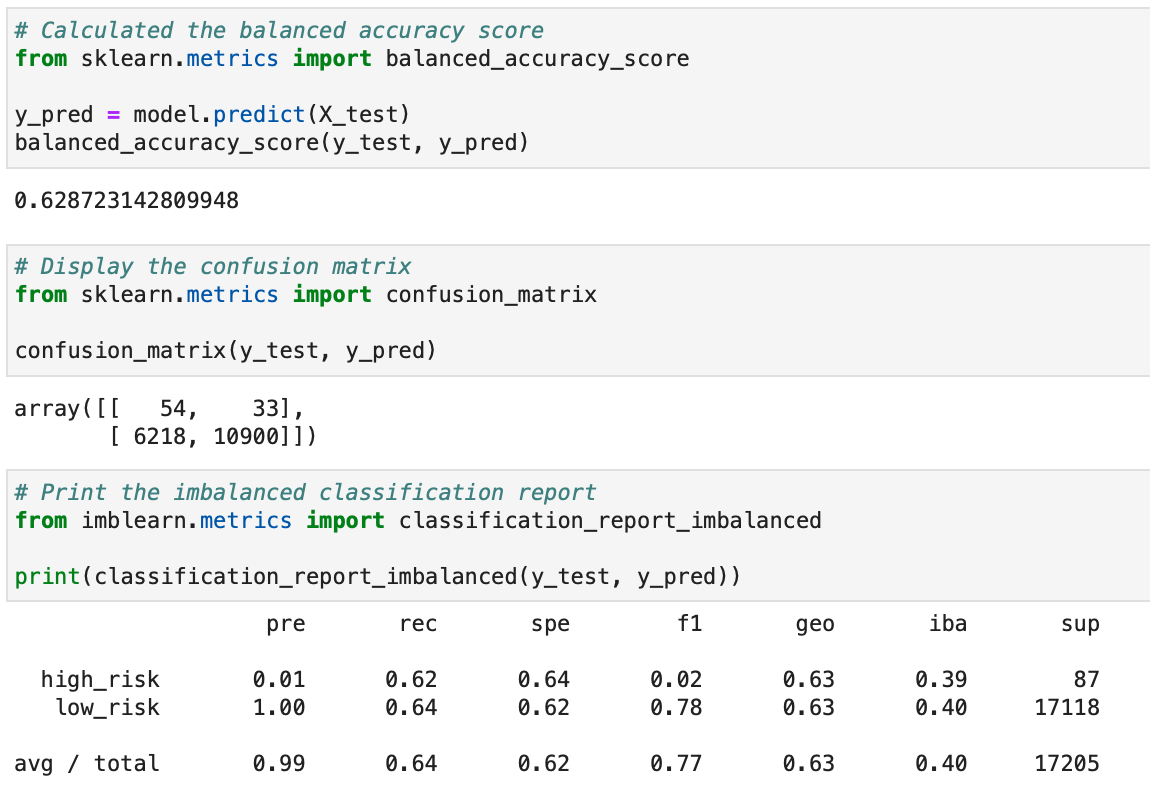 # Calculated the balanced accuracy score
from sklearn.metrics import balanced_accuracy_score
y_pred = model.predict(X_test)
balanced_accuracy_score(y_test, y_pred)
0.628723142809948
# Display the confusion matrix
from sklearn.metrics import confusion_matrix
confusion_matrix(y_test, y_pred)
array([[   54,    33],
       [ 6218, 10900]])
# Print the imbalanced classification report
from imblearn.metrics import classification_report_imbalanced
print(classification_report_imbalanced(y_test, y_pred))
                   pre       rec       spe        f1       geo       iba       sup
  high_risk       0.01      0.62      0.64      0.02      0.63      0.39        87
   low_risk       1.00      0.64      0.62      0.78      0.63      0.40     17118
avg / total       0.99      0.64      0.62      0.77      0.63      0.40     17205